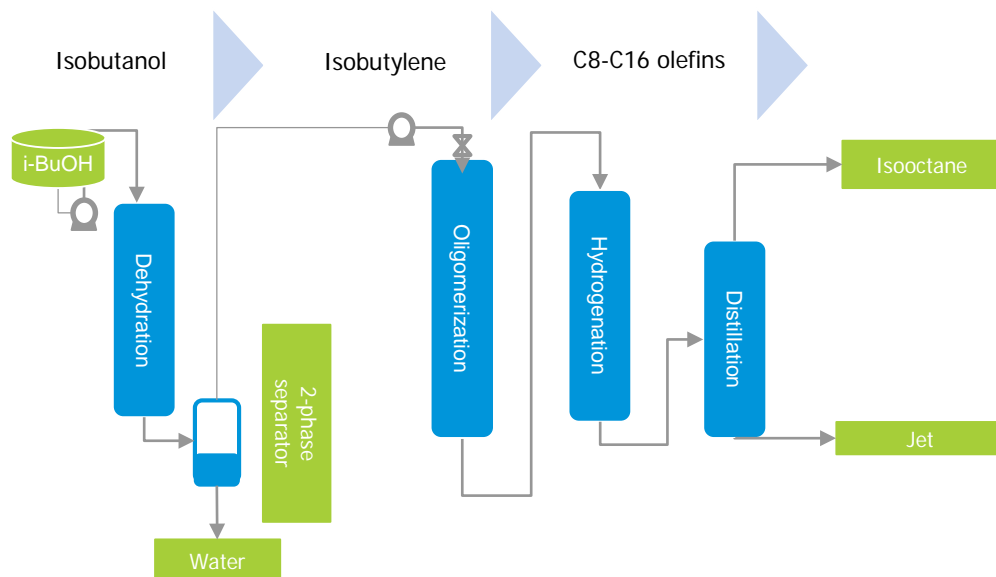 Isobutanol
Isobutylene
C8-C16 olefins
i-BuOH
Dehydration
2-phase
separator
Water
Oligomerization
Hydrogenation
Distillation
Isooctane
Jet